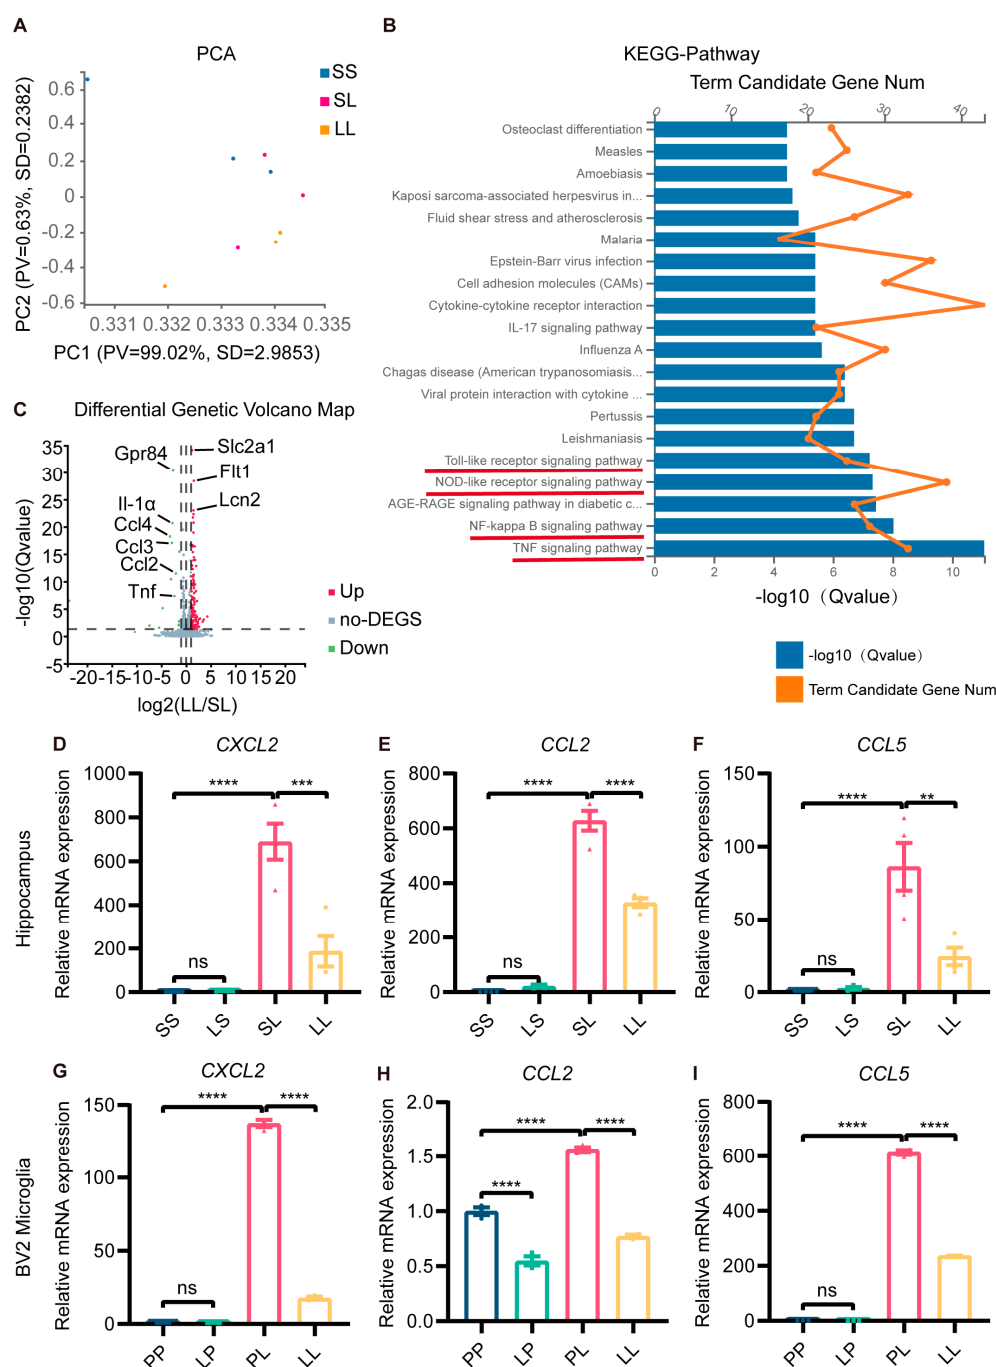 A
PCA
SS
SL
LL
PC2 (PV=0.63%, SD=0.2382)
0.6
0.4
0.2
0
-0.2
-0.4
-0.6
0.331 0.332 0.333 0.334 0.335
PC1 (PV=99.02%, SD=2.9853)
B
KEGG-Pathway
Term Candidate Gene Num
0 10 20 30 40
Osteoclast differentiation
Measles
Amoebiasis
Kaposi sarcoma-associated herpesvirus in...
Fluid shear stress and atherosclerosis
Malaria
Epstein-Barr virus infection
Cell adhesion molecules (CAMs)
Cytokine-cytokine receptor interaction
IL-17 signaling pathway
Influenza A
Chagas disease (American trypanosomiasis...
Viral protein interaction with cytokine ...
Pertussis
Leishmaniasis
Toll-like receptor signaling pathway
NOD-like receptor signaling pathway
AGE-RAGE signaling pathway in diabetic c...
NF-kappa B signaling pathway
TNF signaling pathway
0 2 4 6 8 10
-log10（Qvalue）
-log10（Qvalue）
Term Candidate Gene Num
C
Differential Genetic Volcano Map
-log10(Qvalue)
35
30
25
20
15
10
5
0
-5
Gpr84
Il-1α
Ccl4
Ccl3
Ccl2
Tnf
Slc2a1
Flt1
Lcn2
Up
no-DEGS
Down
-20 -15 -10 -5 0 5 10 15 20
log2(LL/SL)
Hippocampus
D
CXCL2
Relative mRNA expression
1000
800
600
400
200
0
ns
****
***
SS LS SL LL
E
CCL2
Relative mRNA expression
800
600
400
200
0
ns
****
****
SS LS SL LL
F
CCL5
Relative mRNA expression
150
100
50
0
ns
****
**
SS LS SL LL
BV2 Microglia
G
CXCL2
Relative mRNA expression
150
100
50
0
ns
****
****
PP LP PL LL
H
CCL2
Relative mRNA expression
2.0
1.5
1.0
0.5
0.0
****
****
****
PP LP PL LL
I
CCL5
Relative mRNA expression
800
600
400
200
0
ns
****
****
PP LP PL LL